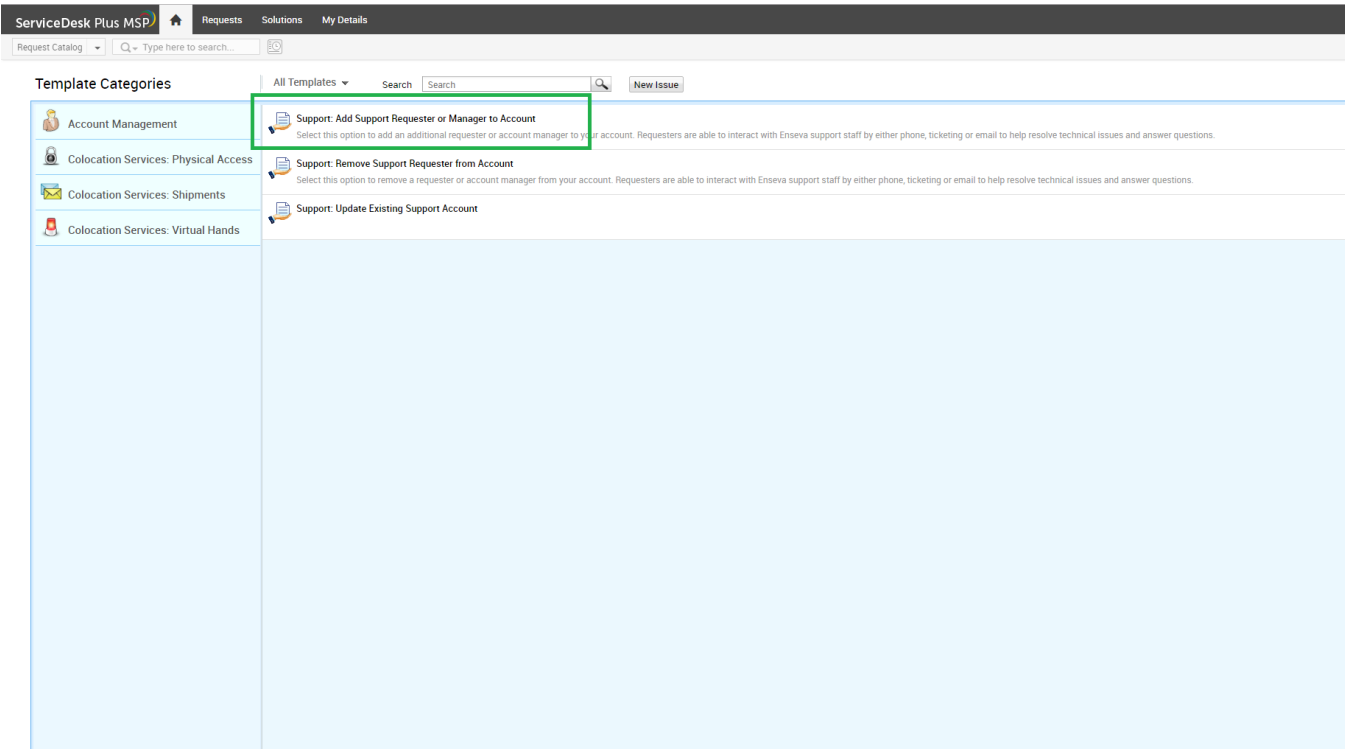 ServiceDesk Plus MSP Requests Solutions My Details
Request Catalog Type here to search...
Template Categories All Templates Search Search New Issue
Account Management
Colocation Services: Physical Access
Colocation Services: Shipments
Colocation Services: Virtual Hands
Support: Add Support Requester or Manager to Account
Select this option to add an additional requester or account manager to your account. Requesters are able to interact with Enseva support staff by either phone, ticketing or email to help resolve technical issues and answer questions.
Support: Remove Support Requester from Account
Select this option to remove a requester or account manager from your account. Requesters are able to interact with Enseva support staff by either phone, ticketing or email to help resolve technical issues and answer questions.
Support: Update Existing Support Account